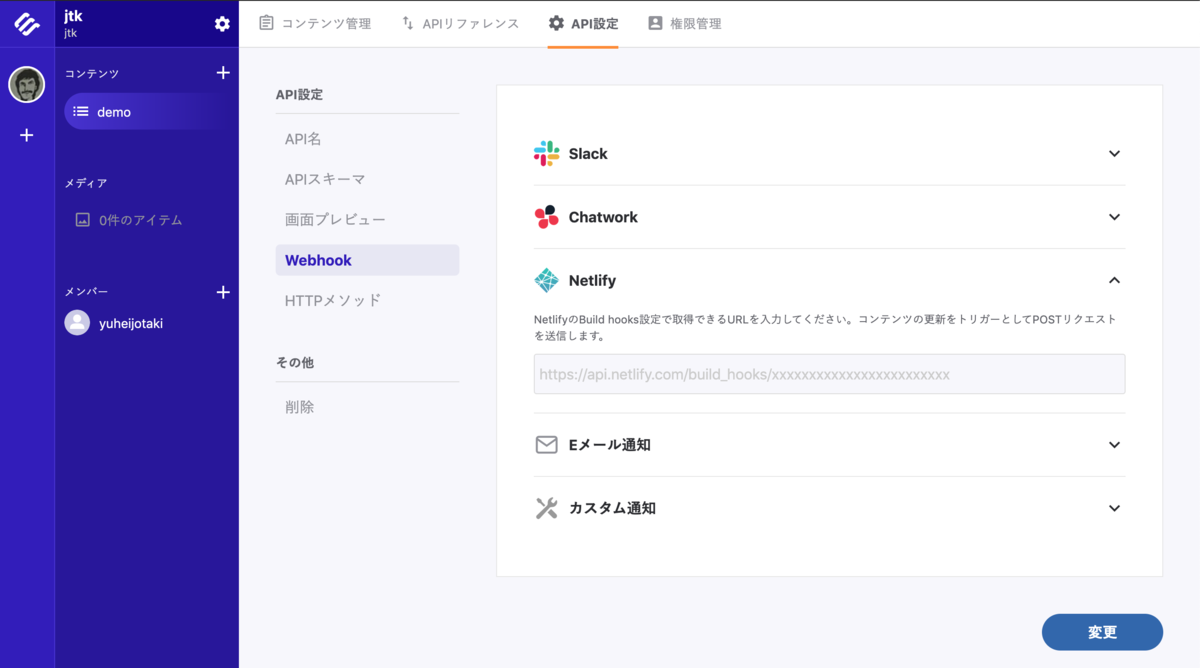 jtk
jtk
コンテンツ
demo
メディア
0件のアイテム
メンバー
yuheijotaki
コンテンツ管理
APIリファレンス
API設定
権限管理
API設定
API名
APIスキーマ
画面プレビュー
Webhook
HTTPメソッド
その他
削除
Slack
Chatwork
Netlify
NetlifyのBuild hooks設定で取得できるURLを入力してください。コンテンツの更新をトリガーとしてPOSTリクエスト
を送信します。
https://api.netlify.com/build_hooks/xxxxxxxxxxxxxxxxxxxxxxxx
Eメール通知
カスタム通知
変更